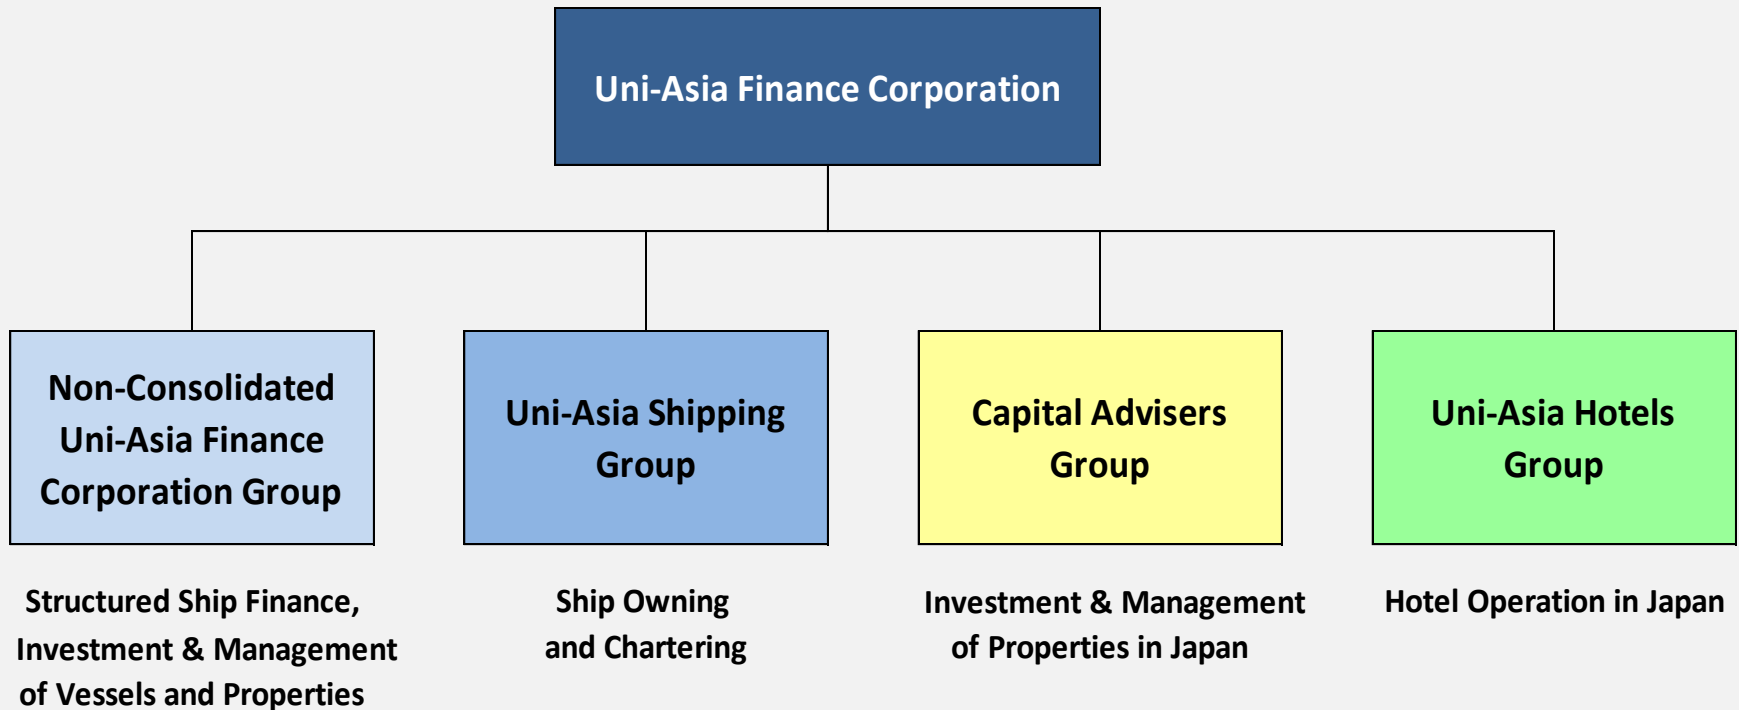 Uni-Asia Finance Corporation
Non-Consolidated
Uni-Asia Finance
Corporation Group
Uni-Asia Shipping
Group
Capital Advisers
Group
Uni-Asia Hotels
Group
Structured Ship Finance,
Investment & Management
of Vessels and Properties
Ship Owning
and Chartering
Investment & Management
of Properties in Japan
Hotel Operation in Japan